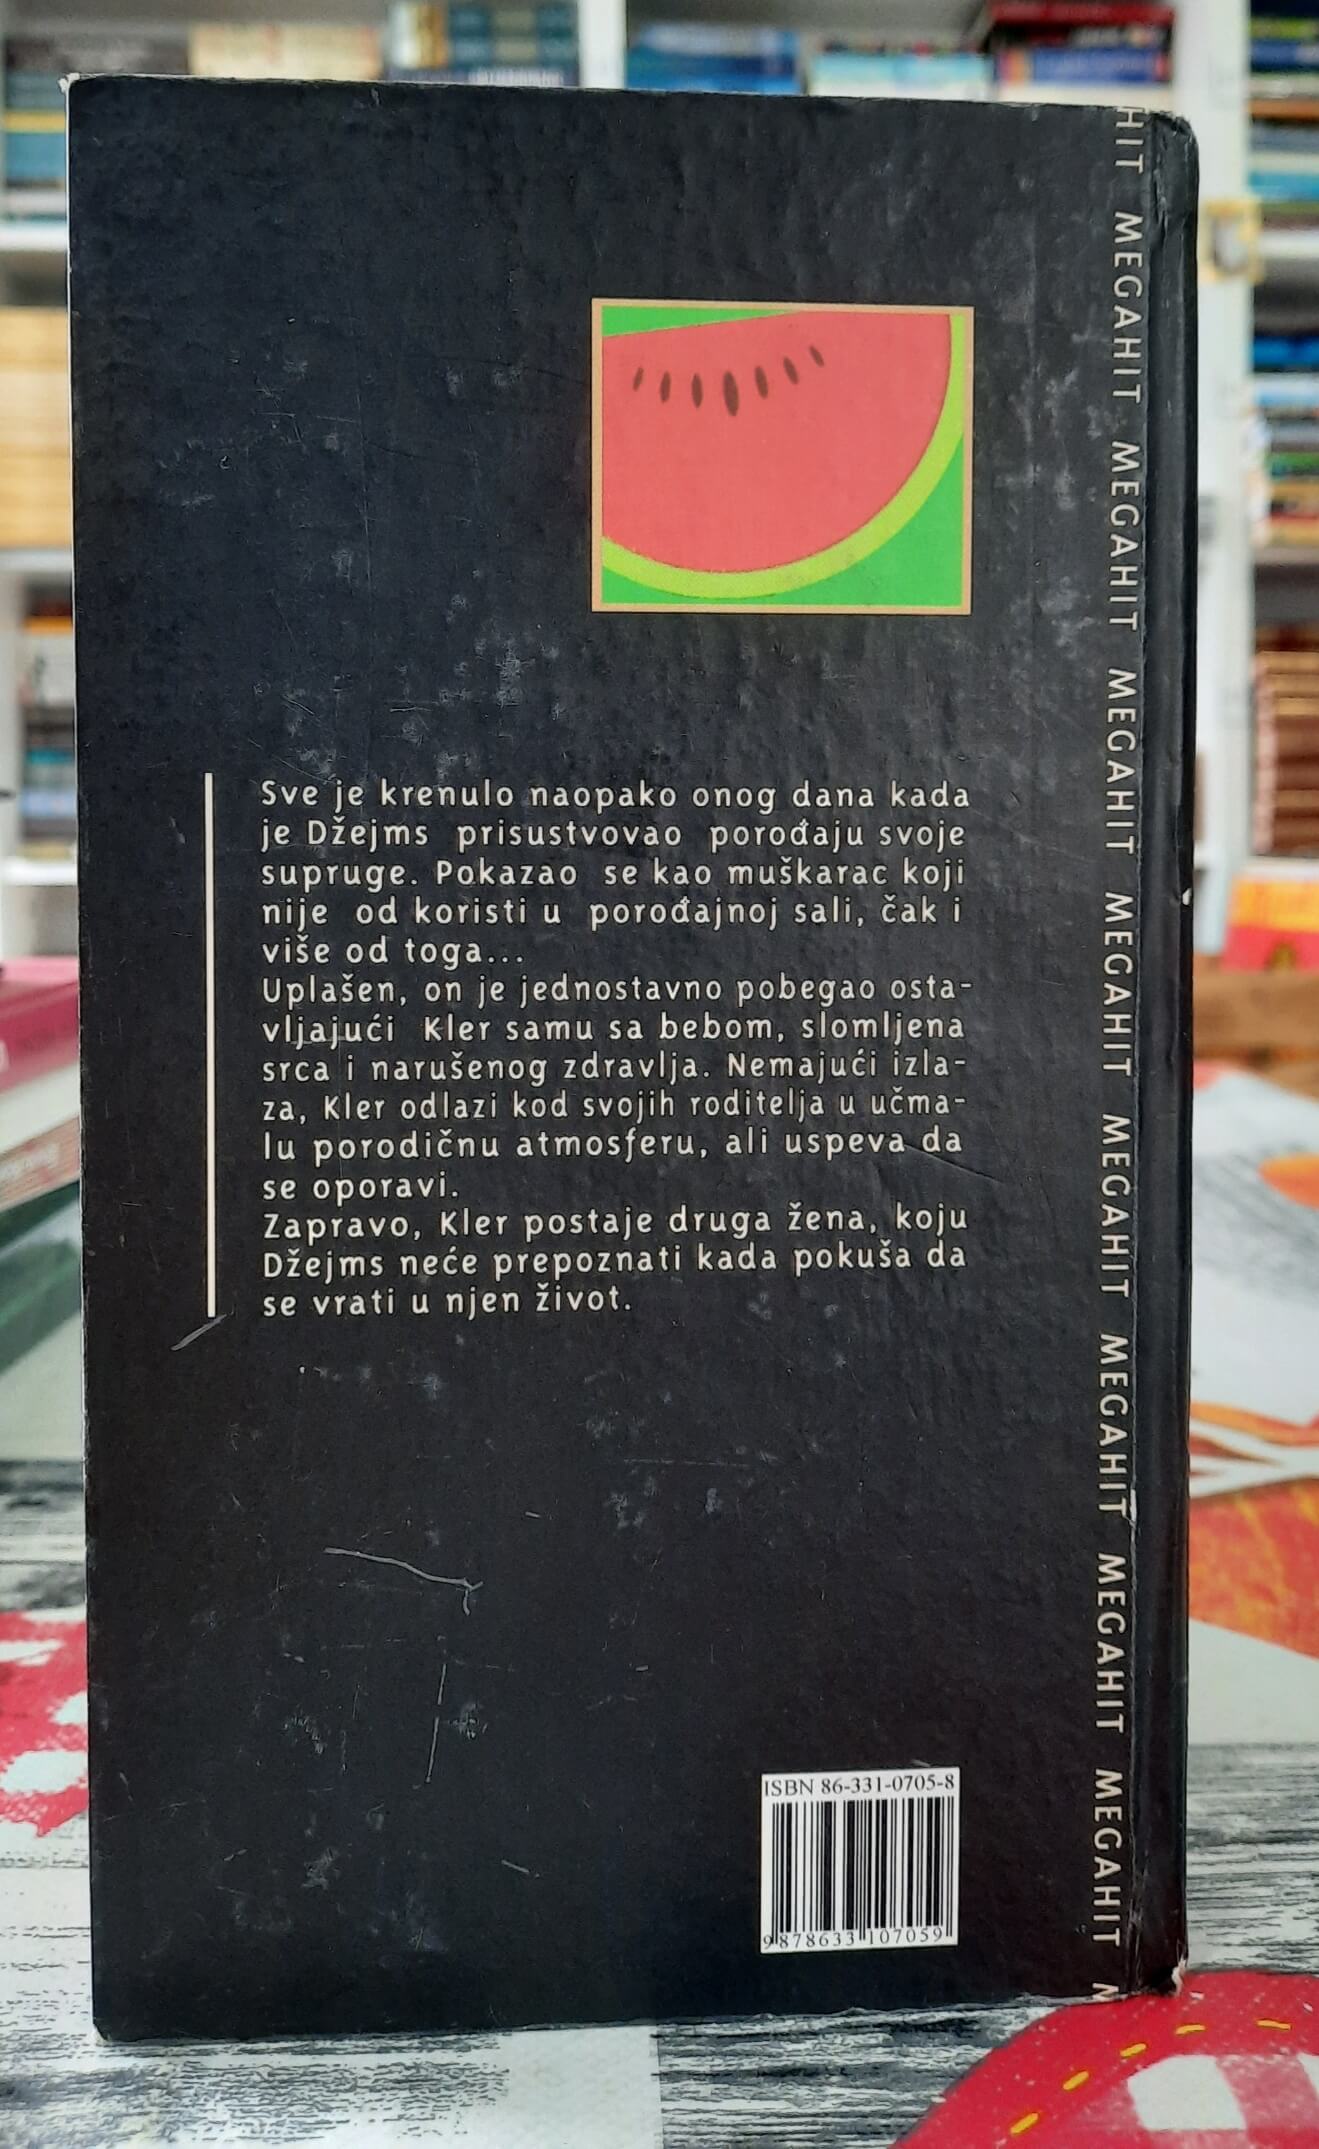 Sve je krenulo naopako onog dana kada
je Džejms prisustvovao porođaju svoje
supruge. Pokazao se kao muškarac koji
nije od koristi u porođajnoj sali, čak i
više od toga...
Uplašen, on je jednostavno pobegao osta-
vljajući Kler samu sa bebom, slomljena
srca i narušenog zdravlja. Nemajući izla-
za, Kler odlazi kod svojih roditelja u učma-
lu porodičnu atmosferu, ali uspeva da
se oporavi.
Zapravo, Kler postaje druga žena, koju
Džejms neće prepoznati kada pokuša da
se vrati u njen život.
ISBN 86-331-0705-8
9 878633 107059
HIT MEGAHIT MEGAHIT MEGAHIT MEGAHIT MEGAHIT MEGAHIT MEGAHIT MEGAHIT M